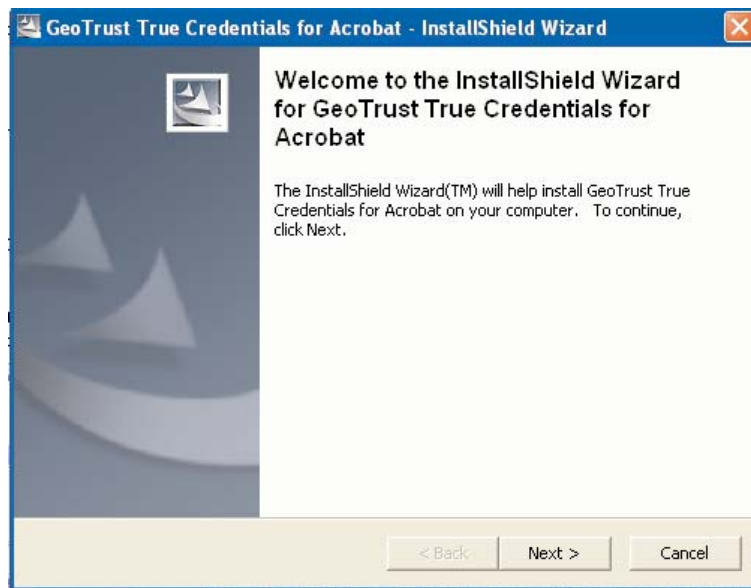 GeoTrust True Credentials for Acrobat - InstallShield Wizard
Welcome to the InstallShield Wizard
for GeoTrust True Credentials for
Acrobat
The InstallShield Wizard(TM) will help install GeoTrust True
Credentials for Acrobat on your computer.   To continue,
click Next.
< Back   Next >   Cancel